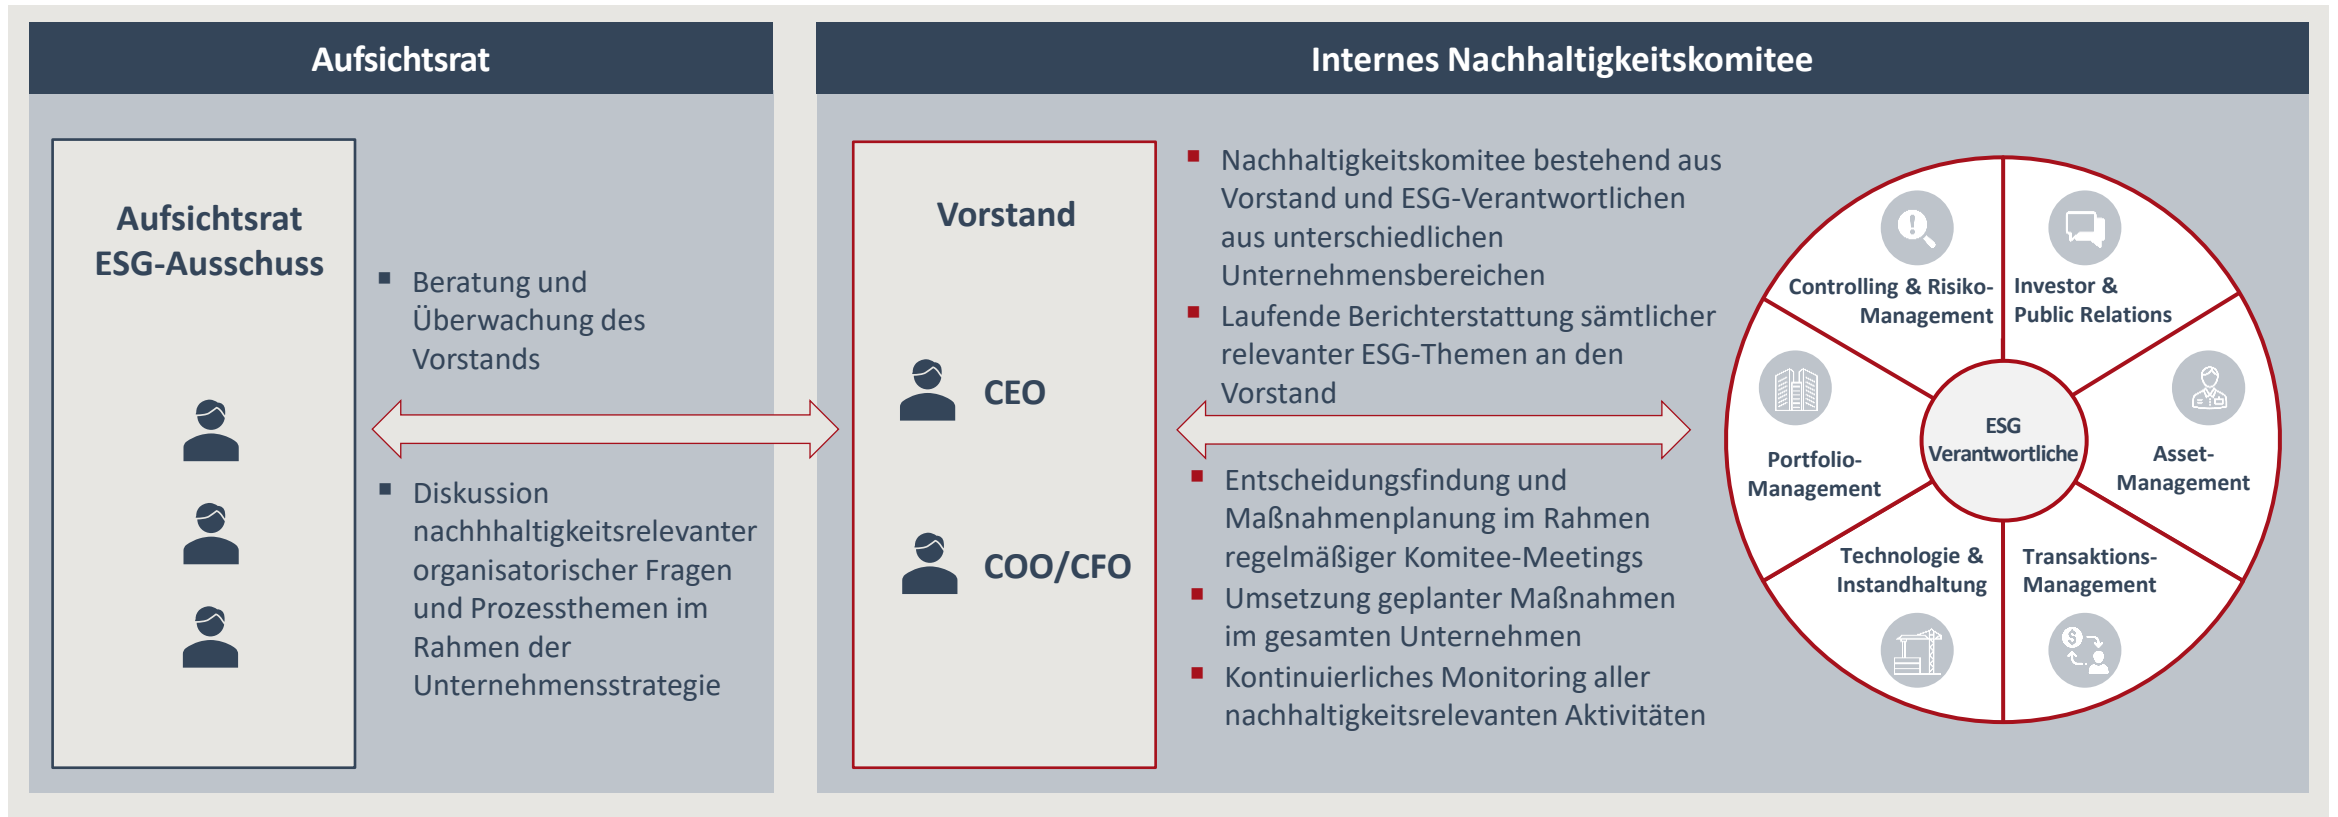 Aufsichtsrat
Aufsichtsrat
ESG-Ausschuss
Beratung und
Überwachung des
Vorstands
Diskussion
nachhhaltigkeitsrelevanter
organisatorischer Fragen
und Prozessthemen im
Rahmen der
Unternehmensstrategie
Internes Nachhaltigkeitskomitee
Vorstand
CEO
COO/CFO
Nachhaltigkeitskomitee bestehend aus
Vorstand und ESG-Verantwortlichen
aus unterschiedlichen
Unternehmensbereichen
Laufende Berichterstattung sämtlicher
relevanter ESG-Themen an den
Vorstand
Entscheidungsfindung und
Maßnahmenplanung im Rahmen
regelmäßiger Komitee-Meetings
Umsetzung geplanter Maßnahmen
im gesamten Unternehmen
Kontinuierliches Monitoring aller
nachhaltigkeitsrelevanten Aktivitäten
Controlling & Risiko-
Management
Investor &
Public Relations
Portfolio-
Management
ESG
Verantwortliche
Asset-
Management
Technologie &
Instandhaltung
Transaktions-
Management